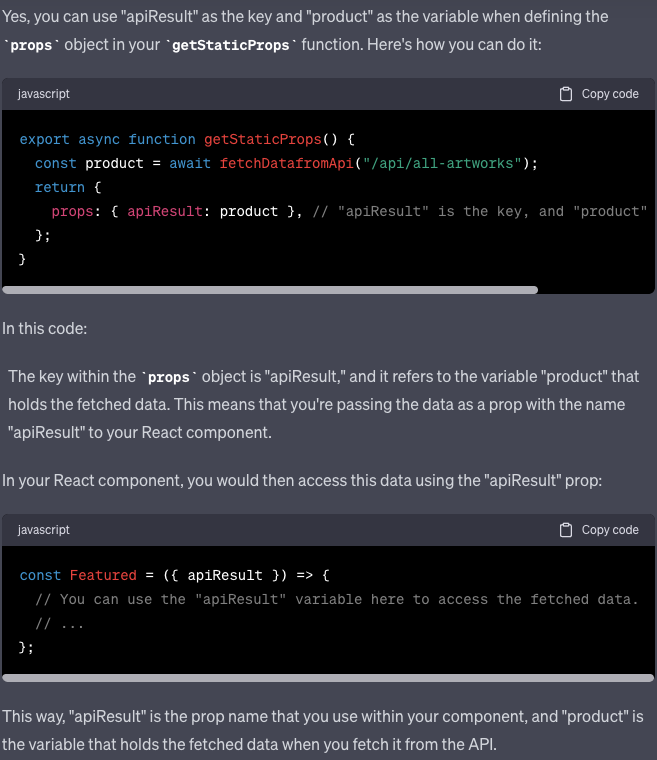 Yes, you can use "apiResult" as the key and "product" as the variable when defining the
`props` object in your `getStaticProps` function. Here's how you can do it:
javascript
Copy code
export async function getStaticProps() {
  const product = await fetchDatafromApi("/api/all-artworks");
  return {
    props: { apiResult: product }, // "apiResult" is the key, and "product"
  };
}
In this code:
The key within the `props` object is "apiResult," and it refers to the variable "product" that
holds the fetched data. This means that you're passing the data as a prop with the name
"apiResult" to your React component.
In your React component, you would then access this data using the "apiResult" prop:
javascript
Copy code
const Featured = ({ apiResult }) => {
  // You can use the "apiResult" variable here to access the fetched data.
  // ...
};
This way, "apiResult" is the prop name that you use within your component, and "product" is
the variable that holds the fetched data when you fetch it from the API.